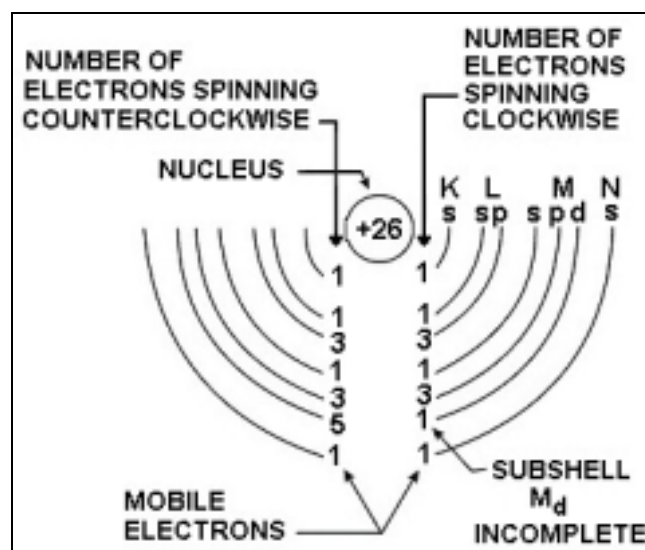 NUMBER OF
ELECTRONS SPINNING
COUNTERCLOCKWISE
NUMBER OF
ELECTRONS
SPINNING
CLOCKWISE
NUCLEUS
+26
K L M N
s sp spd s
1 1
1 1
3 3
1 1
3 3
5 1
1 1
MOBILE
ELECTRONS
SUBSHELL
Md
INCOMPLETE